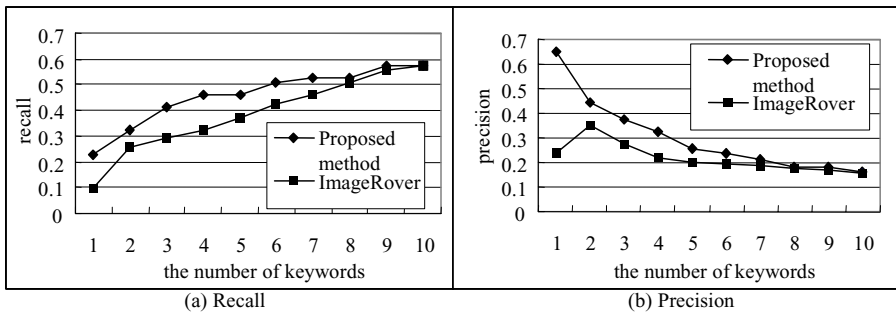 0.7
0.6
0.5
0.4
0.3
0.2
0.1
0
recall
1 2 3 4 5 6 7 8 9 10
the number of keywords
Proposed
method
ImageRover
(a) Recall
0.7
0.6
0.5
0.4
0.3
0.2
0.1
0
precision
1 2 3 4 5 6 7 8 9 10
the number of keywords
Proposed
method
ImageRover
(b) Precision